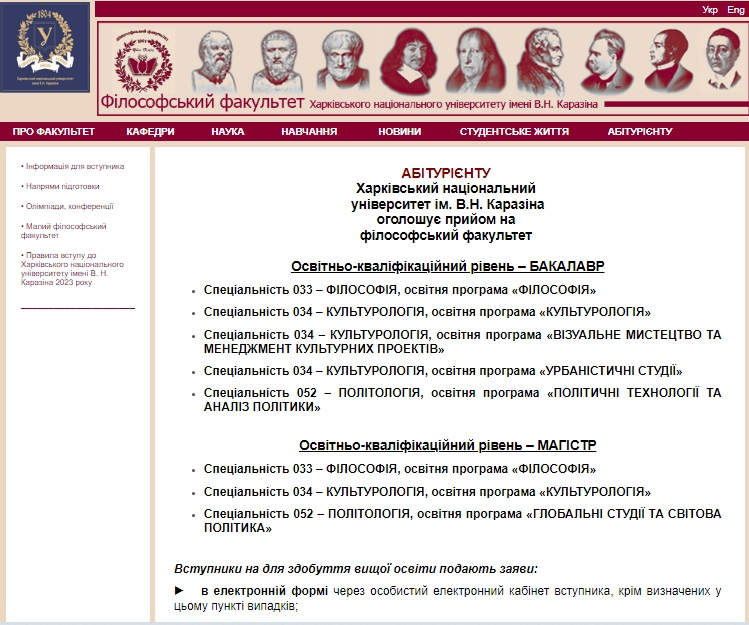 1804
У
Укр Eng
Філософський факультет Харківського національного університету імені В.Н. Каразіна
ПРО ФАКУЛЬТЕТ КАФЕДРИ НАУКА НАВЧАННЯ НОВИНИ СТУДЕНТСЬКЕ ЖИТТЯ АБІТУРІЄНТУ
• Інформація для вступника
• Напрями підготовки
• Олімпіади, конференції
• Малий філософський
факультет
• Правила вступу до
Харківського національного
університету імені В. Н.
Каразіна 2023 року
АБІТУРІЄНТУ
Харківський національний
університет ім. В.Н. Каразіна
оголошує прийом на
філософський факультет
Освітньо-кваліфікаційний рівень – БАКАЛАВР
• Спеціальність 033 – ФІЛОСОФІЯ, освітня програма «ФІЛОСОФІЯ»
• Спеціальність 034 – КУЛЬТУРОЛОГІЯ, освітня програма «КУЛЬТУРОЛОГІЯ»
• Спеціальність 034 – КУЛЬТУРОЛОГІЯ, освітня програма «ВІЗУАЛЬНЕ МИСТЕЦТВО ТА
МЕНЕДЖМЕНТ КУЛЬТУРНИХ ПРОЕКТІВ»
• Спеціальність 034 – КУЛЬТУРОЛОГІЯ, освітня програма «УРБАНІСТИЧНІ СТУДІЇ»
• Спеціальність 052 – ПОЛІТОЛОГІЯ, освітня програма «ПОЛІТИЧНІ ТЕХНОЛОГІЇ ТА
АНАЛІЗ ПОЛІТИКИ»
Освітньо-кваліфікаційний рівень – МАГІСТР
• Спеціальність 033 – ФІЛОСОФІЯ, освітня програма «ФІЛОСОФІЯ»
• Спеціальність 034 – КУЛЬТУРОЛОГІЯ, освітня програма «КУЛЬТУРОЛОГІЯ»
• Спеціальність 052 – ПОЛІТОЛОГІЯ, освітня програма «ГЛОБАЛЬНІ СТУДІЇ ТА СВІТОВА
ПОЛІТИКА»
Вступники на для здобуття вищої освіти подають заяви:
► в електронній формі через особистий електронний кабінет вступника, крім визначених у
цьому пункті випадків;